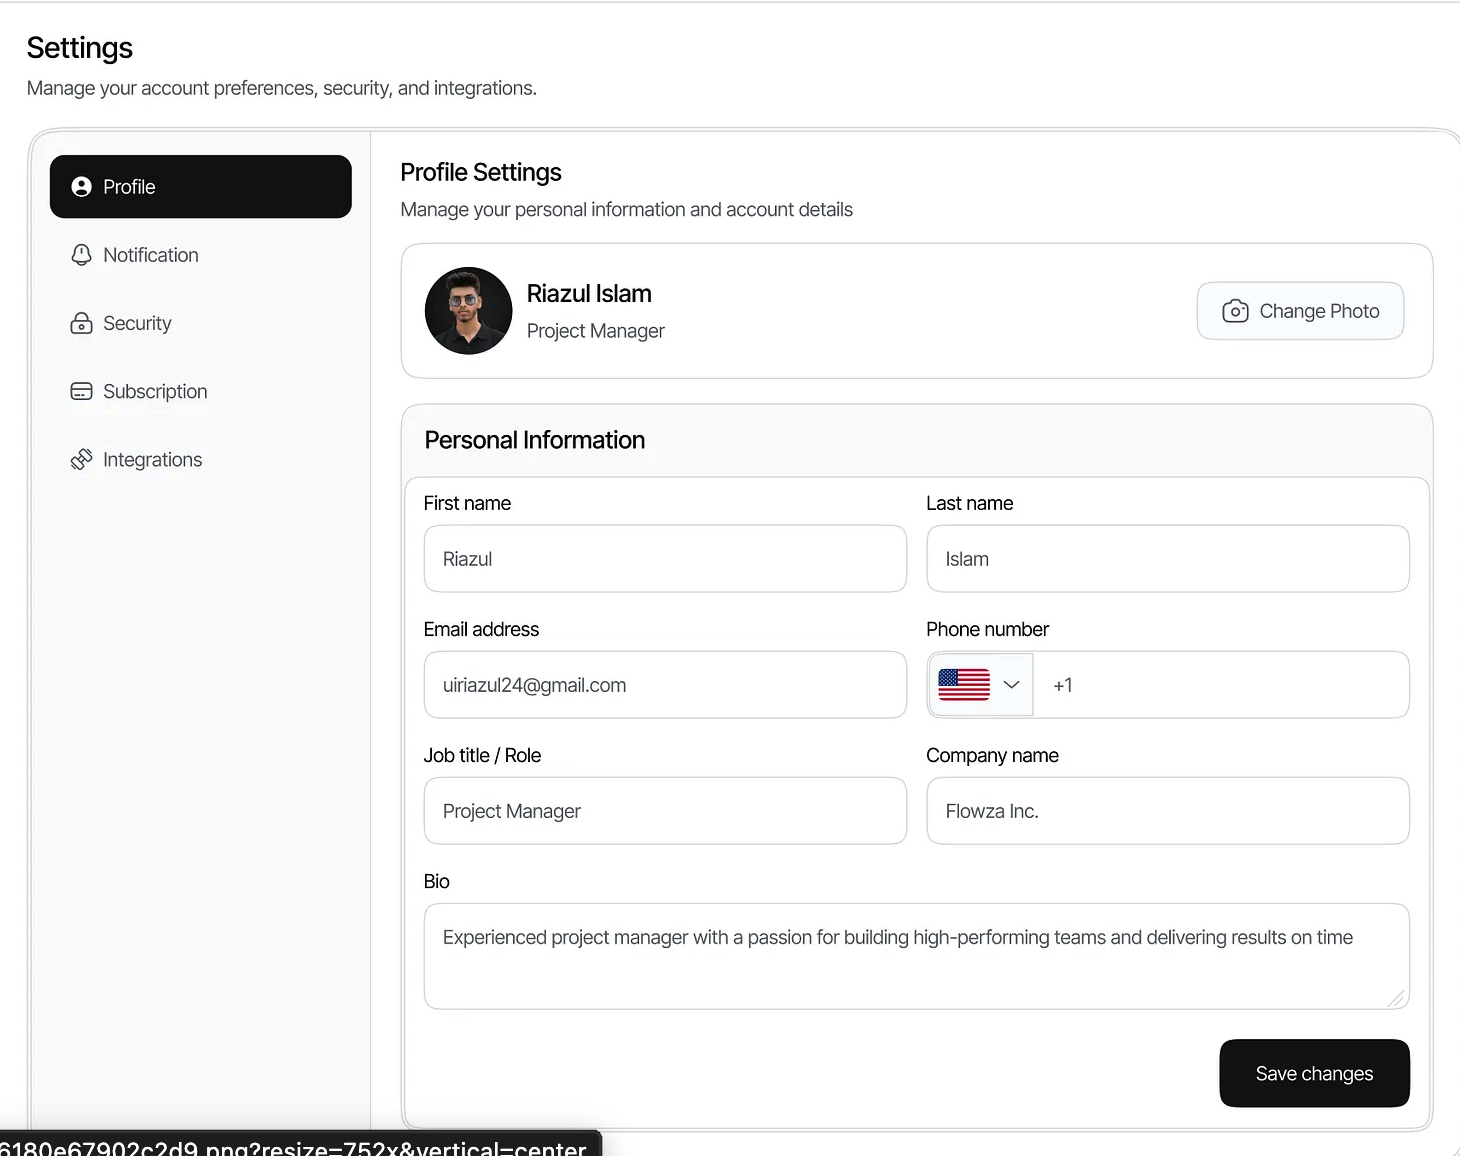 Settings
Manage your account preferences, security, and integrations.
Profile
Notification
Security
Subscription
Integrations
Profile Settings
Manage your personal information and account details
Riazul Islam
Project Manager
Change Photo
Personal Information
First name
Last name
Riazul
Islam
Email address
Phone number
uiriazul24@gmail.com
+1
Job title / Role
Company name
Project Manager
Flowza Inc.
Bio
Experienced project manager with a passion for building high-performing teams and delivering results on time
Save changes
6180e67902c2d9.png?resize=752x&vertical=center